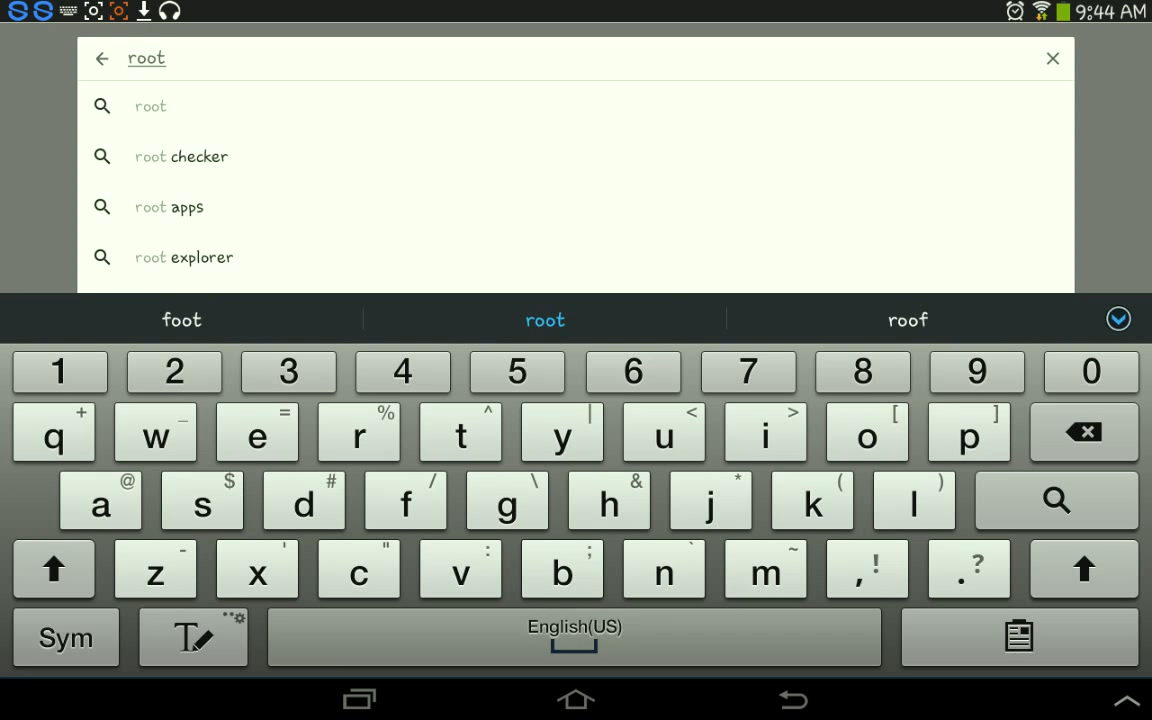 9:44 AM
root
root
root checker
root apps
root explorer
foot root roof
1 2 3 4 5 6 7 8 9 0
q + w _ e = r % t ^ y | u < i > o [ p ]
a @ s $ d # f / g \ h & j * k ( l )
z - x ' c " v : b ; n ` m ~ , ! . ?
Sym T English(US)